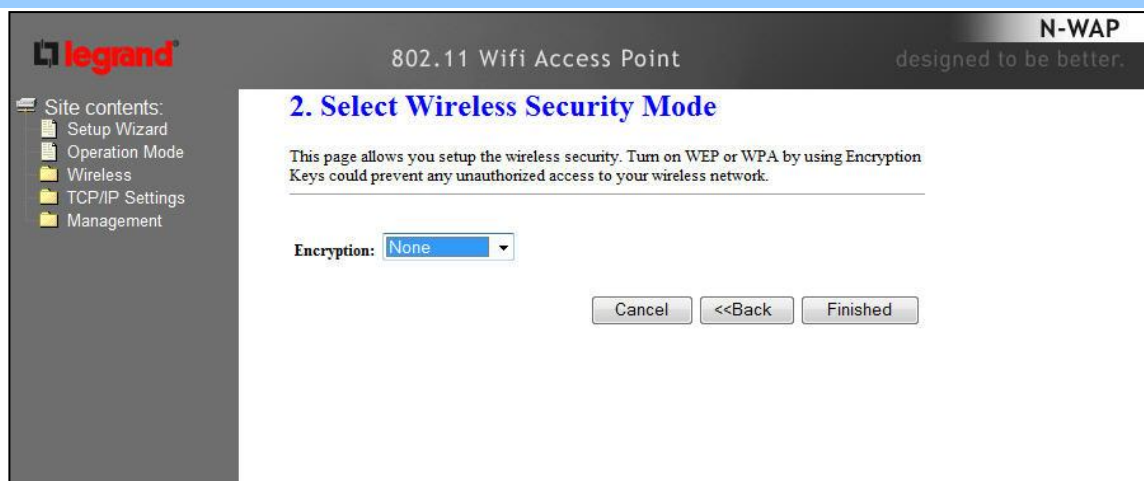 N-WAP
legrand®
802.11 Wifi Access Point
designed to be better.
Site contents:
Setup Wizard
Operation Mode
Wireless
TCP/IP Settings
Management
2. Select Wireless Security Mode
This page allows you setup the wireless security. Turn on WEP or WPA by using Encryption
Keys could prevent any unauthorized access to your wireless network.
Encryption: None
Cancel <<Back Finished